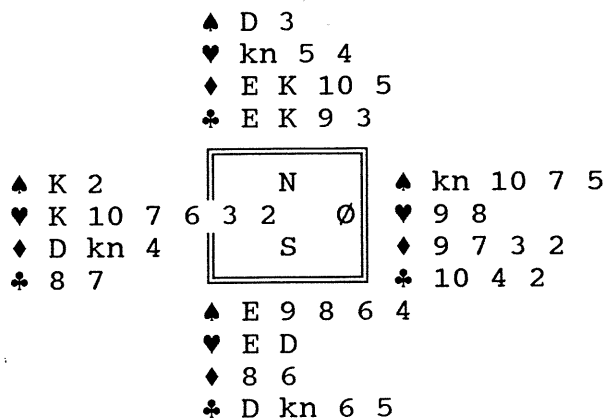 ♠ D 3
♥ kn 5 4
♦ E K 10 5
♣ E K 9 3
♠ K 2 N ♠ kn 10 7 5
♥ K 10 7 6 3 2 Ø ♥ 9 8
♦ D kn 4 S ♦ 9 7 3 2
♣ 8 7 ♣ 10 4 2
♠ E 9 8 6 4
♥ E D
♦ 8 6
♣ D kn 6 5